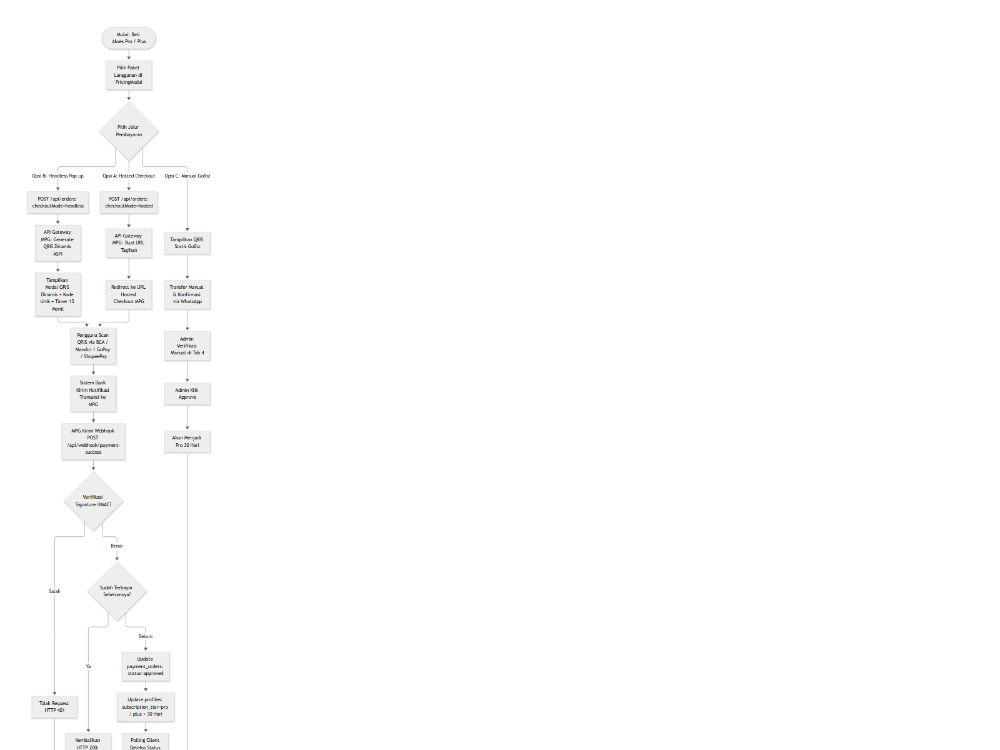 Mulai: Beli
Akses Pro / Plus
Pilih Paket
Langganan di
PricingModal
Pilih Jalur
Pembayaran
Opsi B: Headless Pop-up
Opsi A: Hosted Checkout
Opsi C: Manual GoBiz
POST /api/orders:
checkoutMode=headless
POST /api/orders:
checkoutMode=hosted
API Gateway
MPG: Generate
QRIS Dinamis
ASPI
API Gateway
MPG: Buat URL
Tagihan
Tampilkan QRIS
Statis GoBiz
Tampilkan
Modal QRIS
Dinamis + Kode
Unik + Timer 15
Menit
Redirect ke URL
Hosted
Checkout MPG
Transfer Manual
& Konfirmasi
via WhatsApp
Pengguna Scan
QRIS via BCA /
Mandiri / GoPay
/ ShopeePay
Admin
Verifikasi
Manual di Tab 4
Sistem Bank
Kirim Notifikasi
Transaksi ke
MPG
Admin Klik
Approve
MPG Kirim Webhook
POST
/api/webhook/payment-
success
Akun Menjadi
Pro 30 Hari
Verifikasi
Signature HMAC?
Benar
Salah
Sudah Terbayar
Sebelumnya?
Belum
Ya
Update
payment_orders:
status=approved
Tolak Request
HTTP 401
Update profiles:
subscription_tier=pro
/ plus + 30 Hari
Kembalikan
HTTP 200:
Polling Client
Deteksi Status